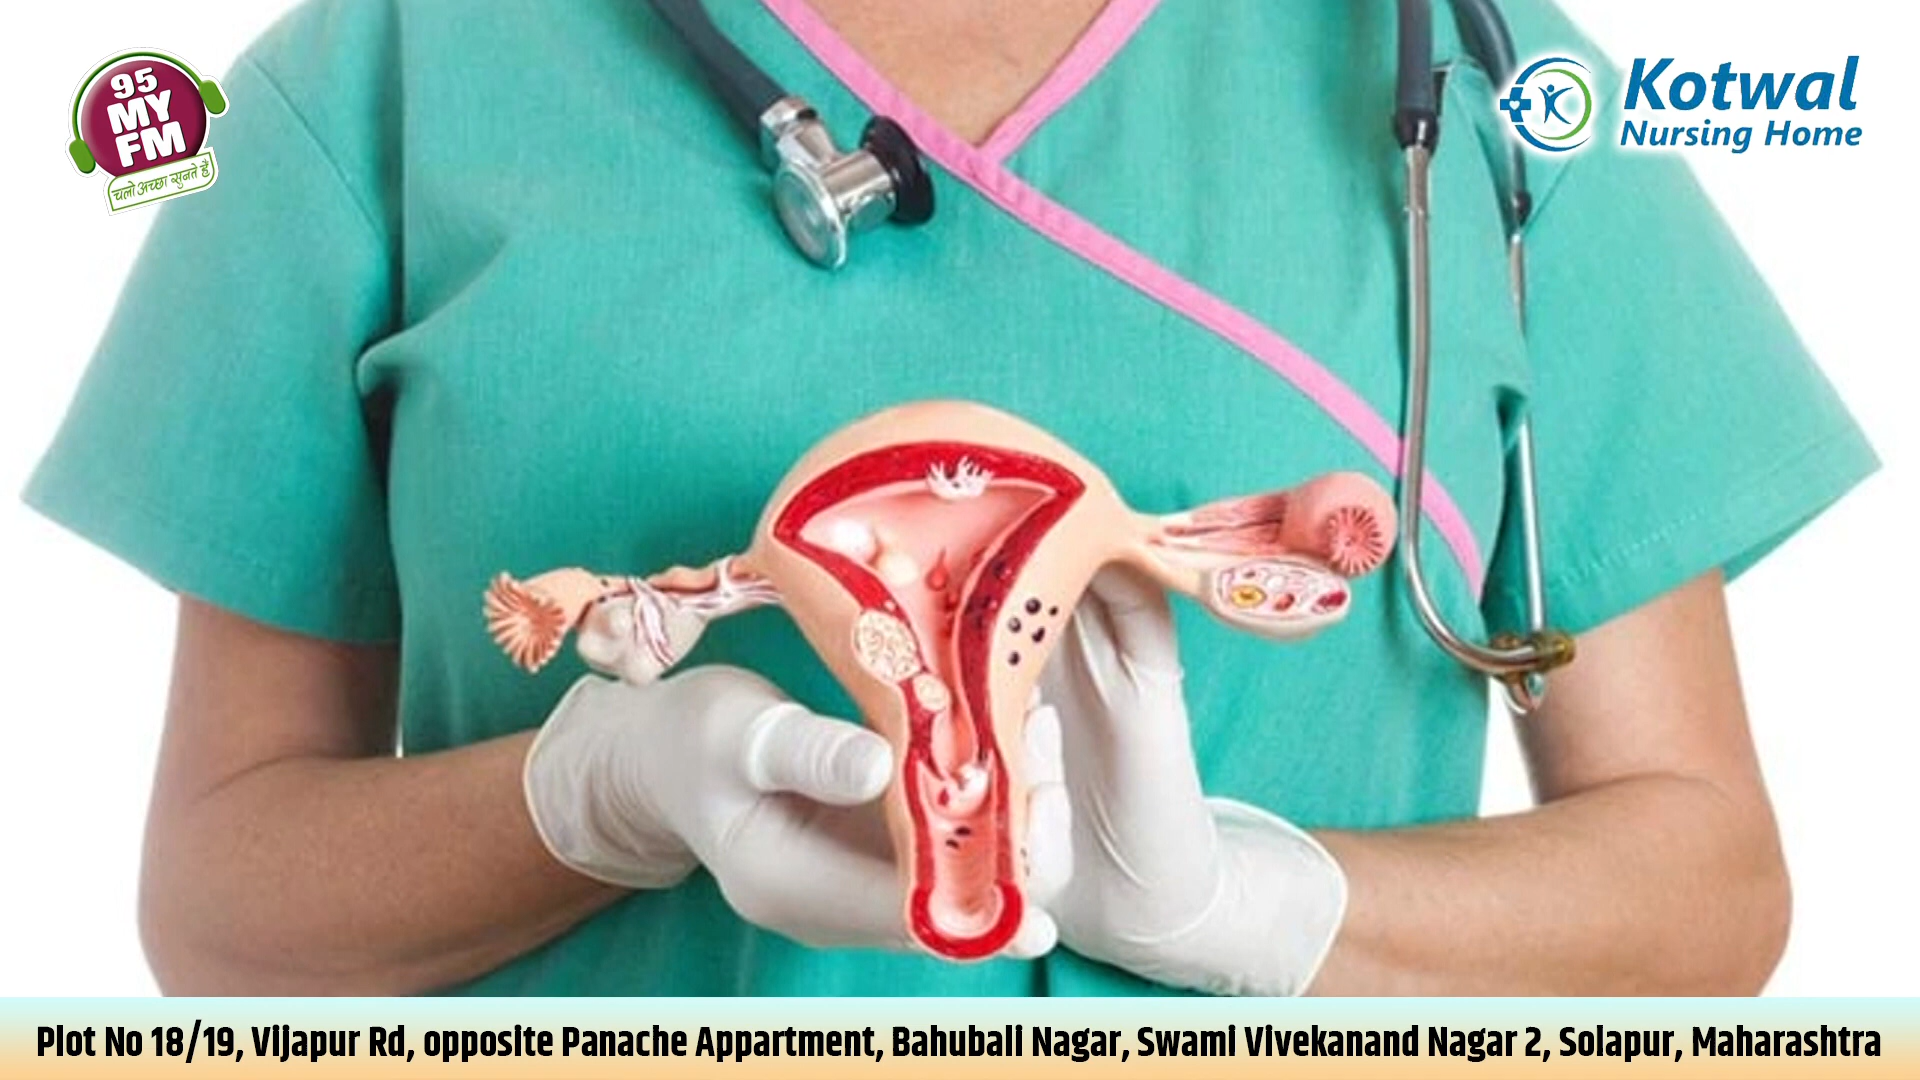 95
MY
FM
चलो अच्छा सुनते हैं
Kotwal
Nursing Home
Plot No 18/19, Vijapur Rd, opposite Panache Appartment, Bahubali Nagar, Swami Vivekanand Nagar 2, Solapur, Maharashtra